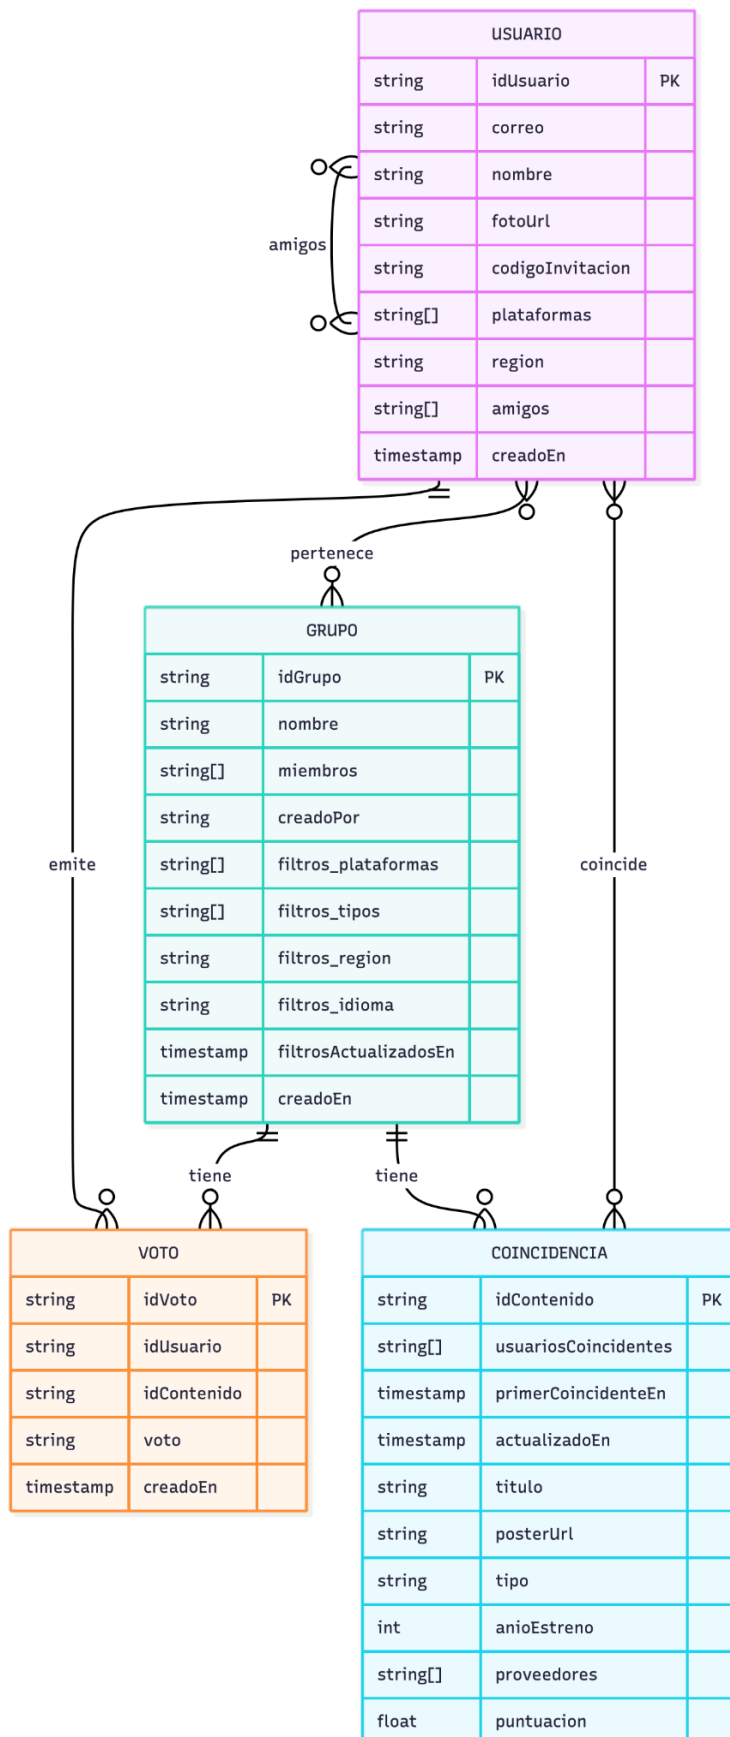 USUARIO
string idUsuario PK
string correo
string nombre
string fotoUrl
amigos
string codigoInvitacion
string[] plataformas
string region
string[] amigos
timestamp creadoEn
pertenece
GRUPO
string idGrupo PK
string nombre
string[] miembros
string creadoPor
emite
string[] filtros_plataformas
coincide
string[] filtros_tipos
string filtros_region
string filtros_idioma
timestamp filtrosActualizadosEn
timestamp creadoEn
tiene
tiene
VOTO
string idVoto PK
string idUsuario
string idContenido
string voto
timestamp creadoEn
COINCIDENCIA
string idContenido PK
string[] usuariosCoincidentes
timestamp primerCoincidenteEn
timestamp actualizadoEn
string titulo
string posterUrl
string tipo
int anioEstreno
string[] proveedores
float puntuacion